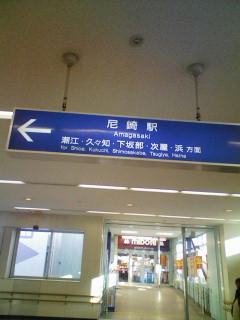 尼崎駅
Amagasaki
潮江・久々知・下坂部・次屋・浜 方面
for Shioe, Kukuchi, Shimosakabe, Tsugiya, Hama
midori